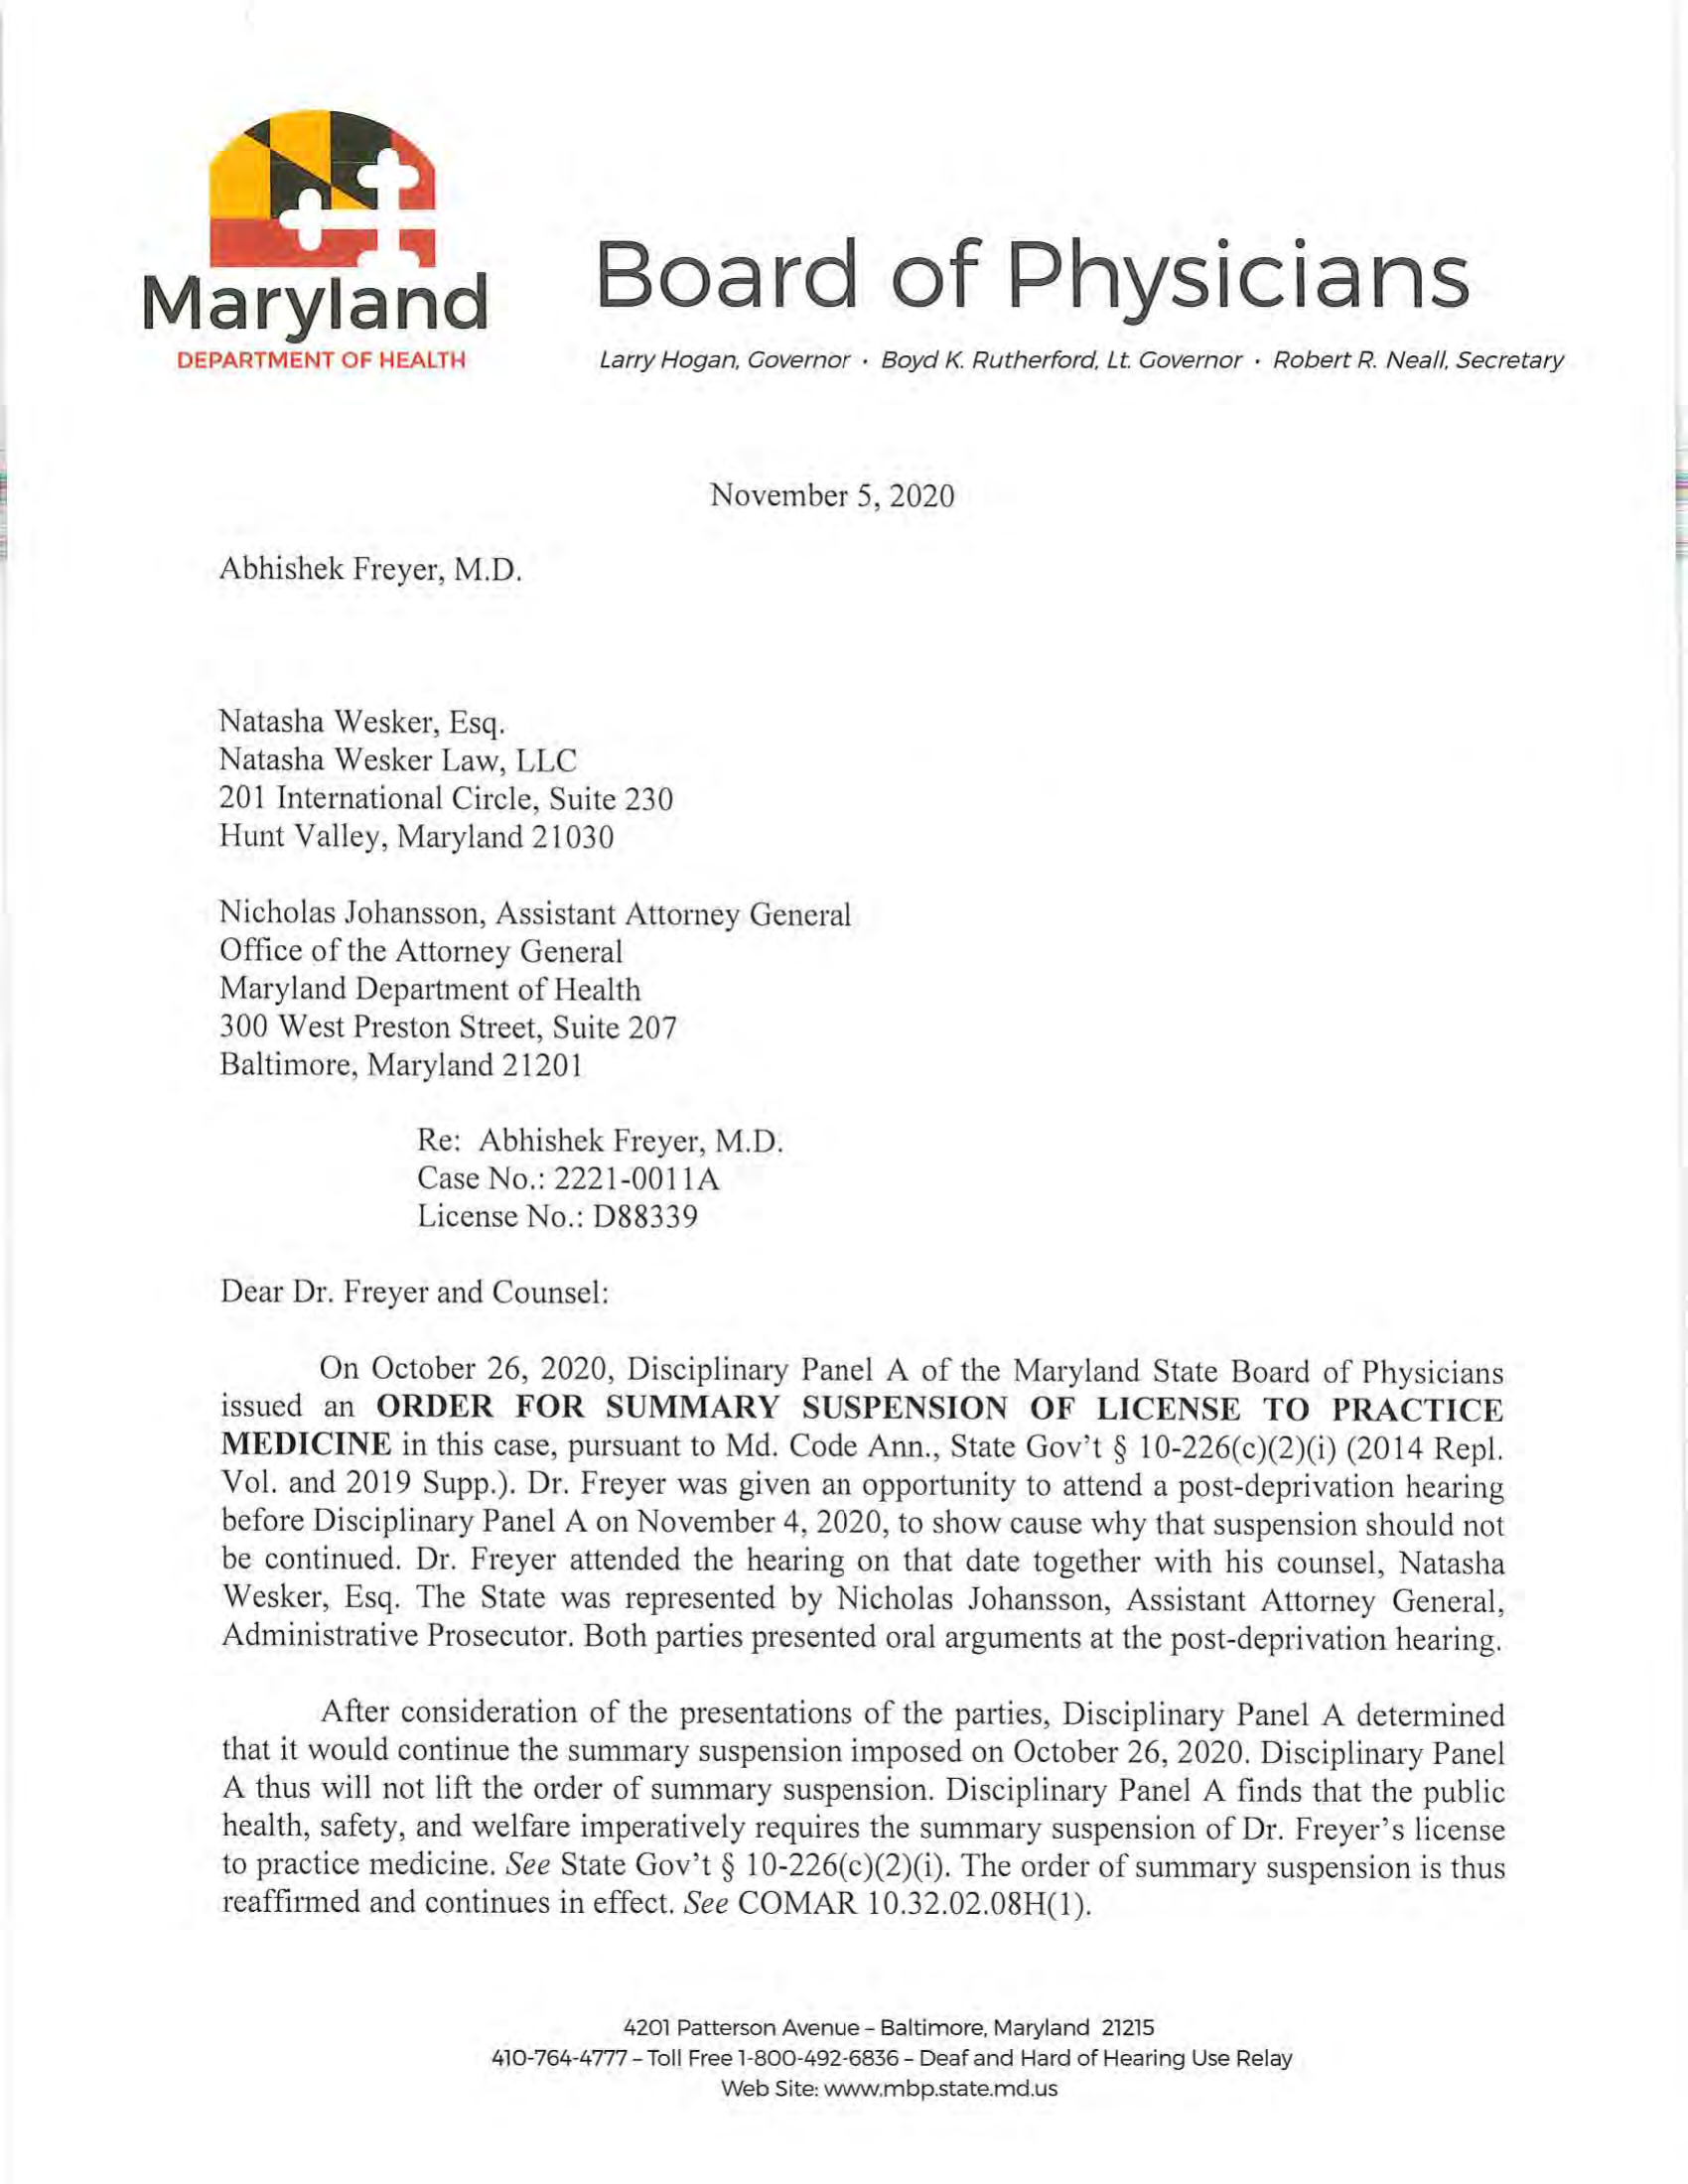 Maryland
DEPARTMENT OF HEALTH
Board of Physicians
Larry Hogan, Governor · Boyd K. Rutherford, Lt. Governor · Robert R. Neall, Secretary
November 5, 2020
Abhishek Freyer, M.D.
Natasha Wesker, Esq.
Natasha Wesker Law, LLC
201 International Circle, Suite 230
Hunt Valley, Maryland 21030
Nicholas Johansson, Assistant Attorney General
Office of the Attorney General
Maryland Department of Health
300 West Preston Street, Suite 207
Baltimore, Maryland 21201
Re: Abhishek Freyer, M.D.
Case No.: 2221-0011A
License No.: D88339
Dear Dr. Freyer and Counsel:
On October 26, 2020, Disciplinary Panel A of the Maryland State Board of Physicians
issued an ORDER FOR SUMMARY SUSPENSION OF LICENSE TO PRACTICE
MEDICINE in this case, pursuant to Md. Code Ann., State Gov't § 10-226(c)(2)(i) (2014 Repl.
Vol. and 2019 Supp.). Dr. Freyer was given an opportunity to attend a post-deprivation hearing
before Disciplinary Panel A on November 4, 2020, to show cause why that suspension should not
be continued. Dr. Freyer attended the hearing on that date together with his counsel, Natasha
Wesker, Esq. The State was represented by Nicholas Johansson, Assistant Attorney General,
Administrative Prosecutor. Both parties presented oral arguments at the post-deprivation hearing.
After consideration of the presentations of the parties, Disciplinary Panel A determined
that it would continue the summary suspension imposed on October 26, 2020. Disciplinary Panel
A thus will not lift the order of summary suspension. Disciplinary Panel A finds that the public
health, safety, and welfare imperatively requires the summary suspension of Dr. Freyer's license
to practice medicine. See State Gov't § 10-226(c)(2)(i). The order of summary suspension is thus
reaffirmed and continues in effect. See COMAR 10.32.02.08H(1).
4201 Patterson Avenue – Baltimore, Maryland 21215
410-764-4777 – Toll Free 1-800-492-6836 – Deaf and Hard of Hearing Use Relay
Web Site: www.mbp.state.md.us